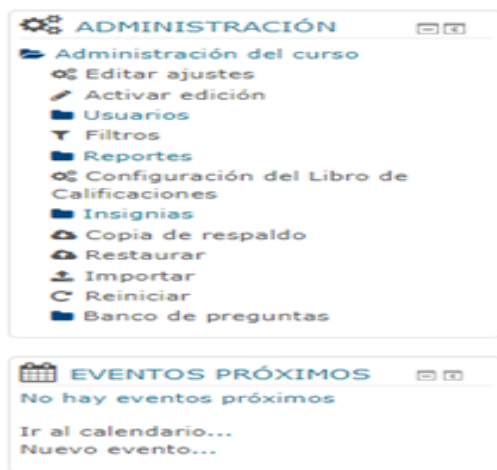 ADMINISTRACIÓN
Administración del curso
Editar ajustes
Activar edición
Usuarios
Filtros
Reportes
Configuración del Libro de
Calificaciones
Insignias
Copia de respaldo
Restaurar
Importar
Reiniciar
Banco de preguntas
EVENTOS PRÓXIMOS
No hay eventos próximos
Ir al calendario...
Nuevo evento...